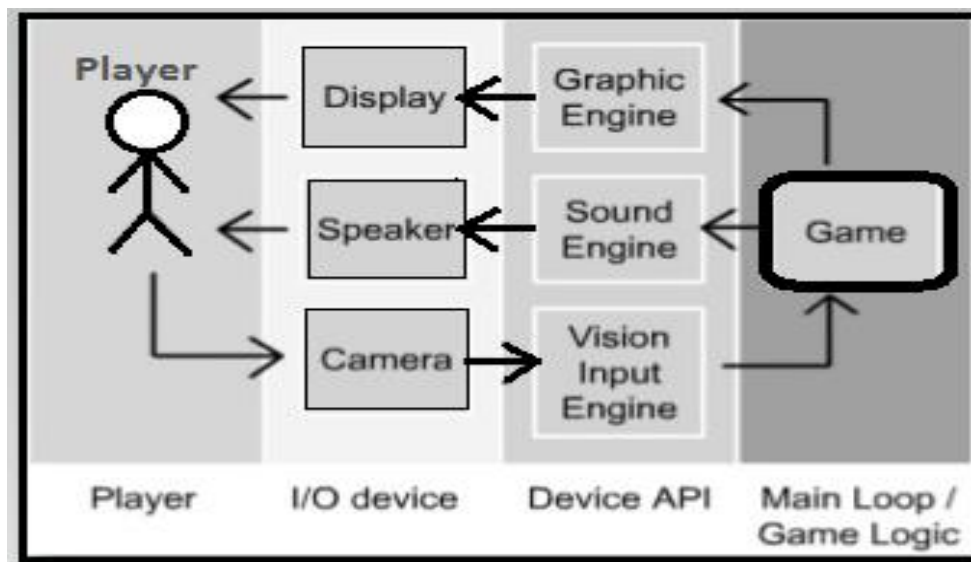 Player
Display
Graphic
Engine
Speaker
Sound
Engine
Game
Camera
Vision
Input
Engine
Player
I/O device
Device API
Main Loop /
Game Logic